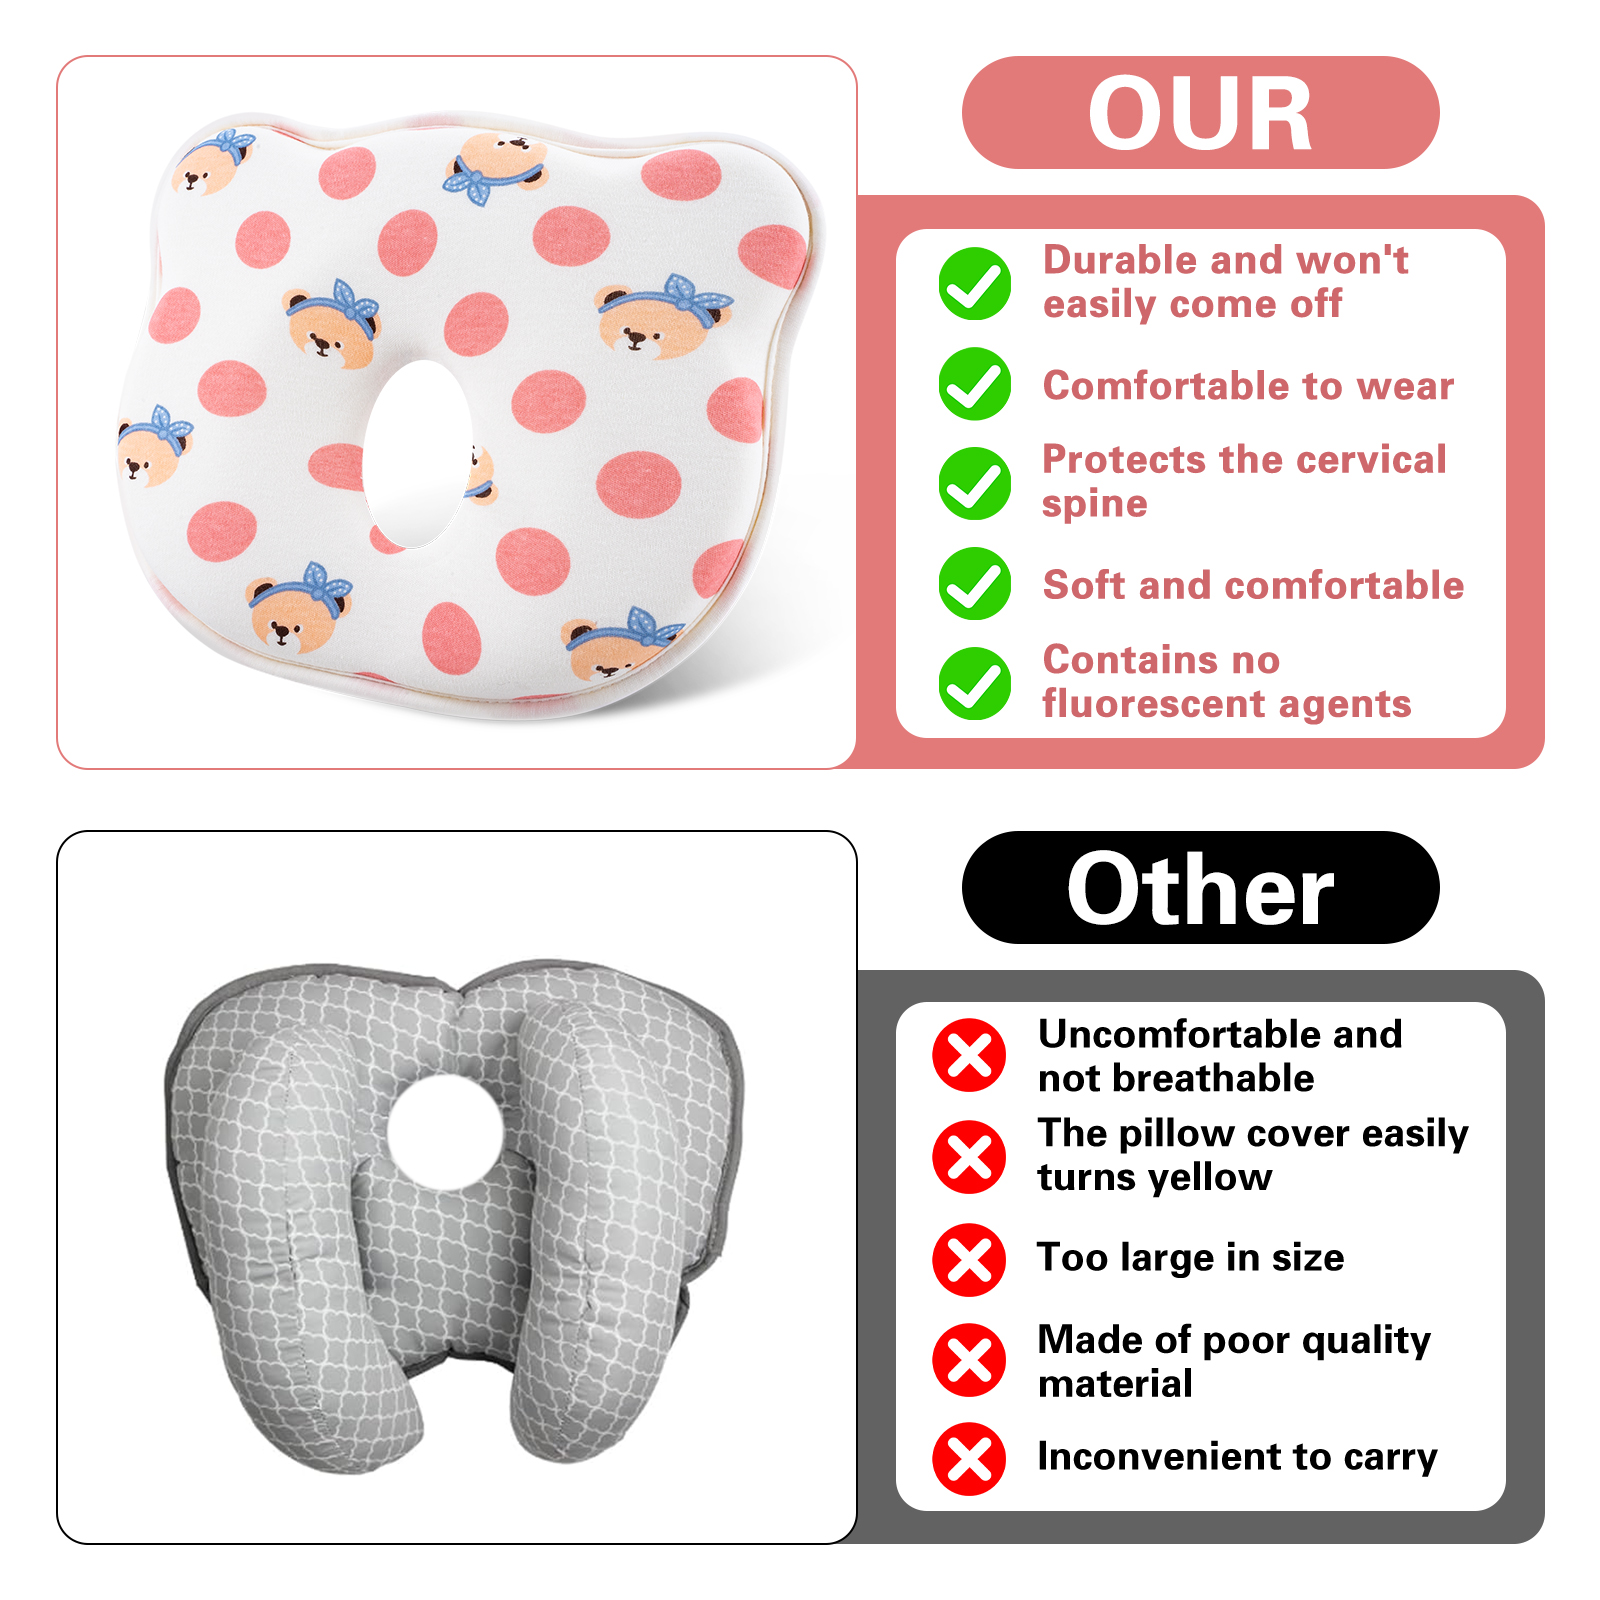 OUR
Durable and won't
easily come off
Comfortable to wear
Protects the cervical
spine
Soft and comfortable
Contains no
fluorescent agents
Other
Uncomfortable and
not breathable
The pillow cover easily
turns yellow
Too large in size
Made of poor quality
material
Inconvenient to carry